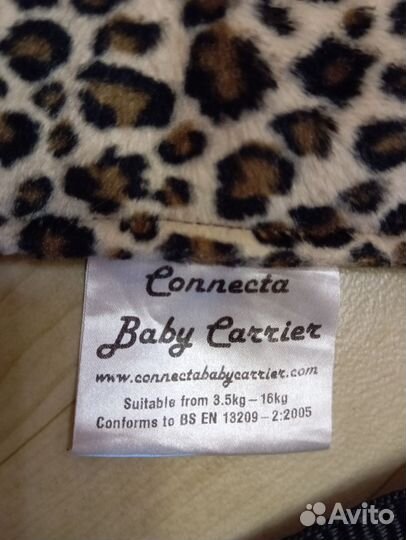 Connecta
Baby Carrier
www.connectababycarrier.com
Suitable from 3.5kg – 16kg
Conforms to BS EN 13209 – 2:2005
Avito